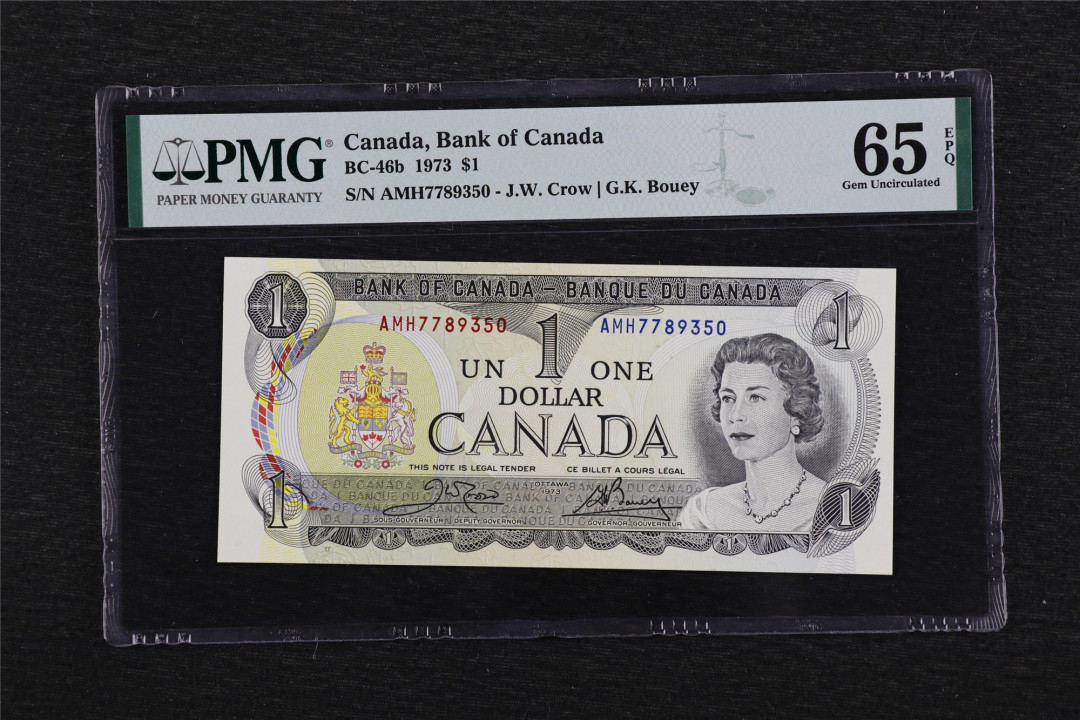 PMG®
PAPER MONEY GUARANTY
Canada, Bank of Canada
BC-46b 1973 $1
S/N AMH7789350 - J.W. Crow | G.K. Bouey
65
EPQ
Gem Uncirculated
1 BANK OF CANADA – BANQUE DU CANADA 1
AMH7789350 1 AMH7789350
UN ONE
DOLLAR
CANADA
THIS NOTE IS LEGAL TENDER CE BILLET A COURS LÉGAL
OTTAWA
1973
SOUS-GOUVERNEUR DEPUTY GOVERNOR GOVERNOR GOUVERNEUR
1 1 1 1